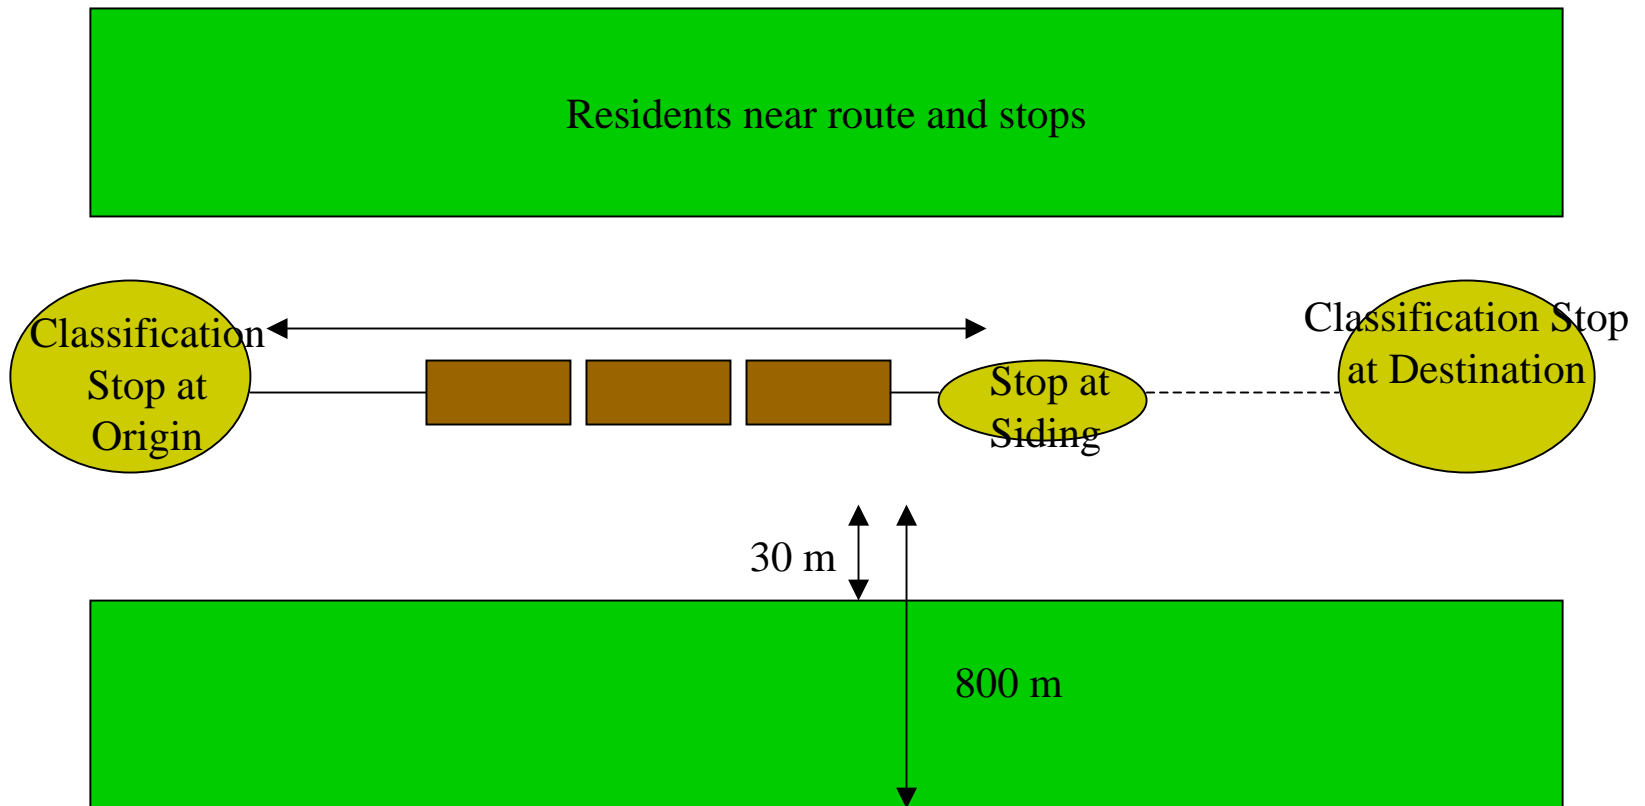 Residents near route and stops
Classification
Stop at
Origin
Stop at
Siding
Classification Stop
at Destination
30 m
800 m